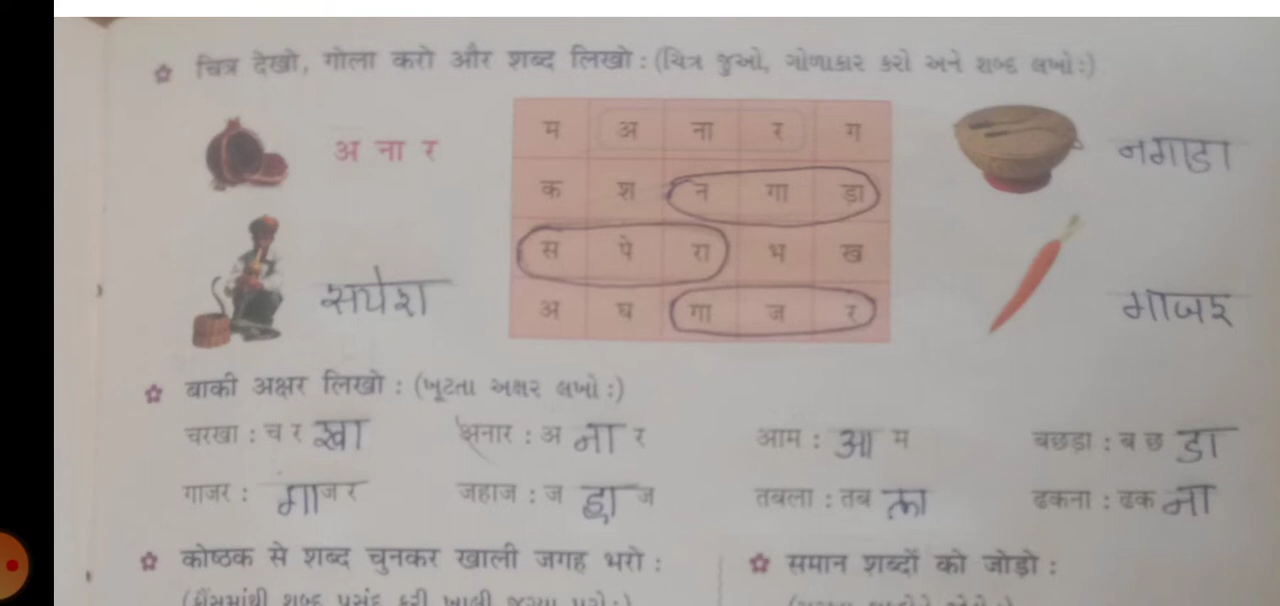 चित्र देखो, गोला करो और शब्द लिखो : (ચિત્ર જુઓ, ગોળાકાર કરો અને શબ્દ લખો :)
अ ना र
म अ ना र ग
नगाडा
क श न गा ड़ा
स पे रा भ ख
सपेरा
अ घ गा ज र
गाजर
बाकी अक्षर लिखो : (ખૂટતા અક્ષર લખો :)
चरखा : च र खा अनार : अ ना र आम : आ म बछड़ा : ब छ डा
गाजर : गा ज र जहाज : ज हा ज तबला : तब ला ढकना : ढक ना
कोष्ठक से शब्द चुनकर खाली जगह भरो : समान शब्दों को जोड़ो :